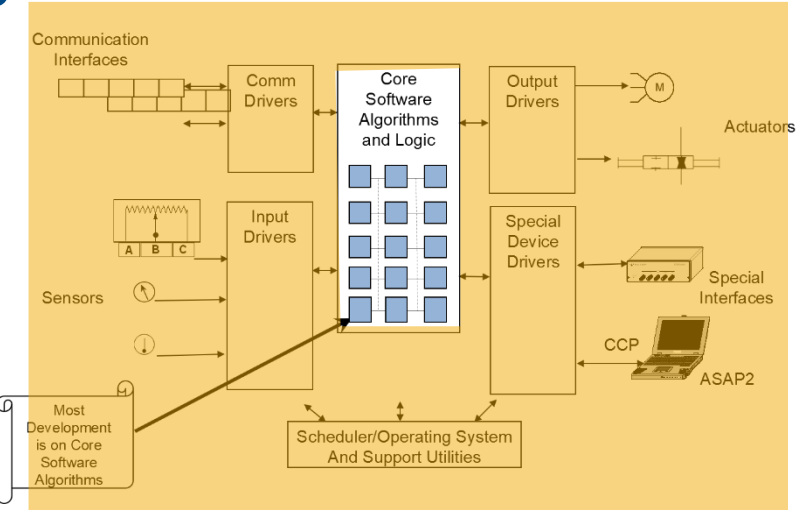 Communication
Interfaces
Comm
Drivers
Core
Software
Algorithms
and Logic
Output
Drivers
M
Actuators
A B C
Input
Drivers
Special
Device
Drivers
Sensors
Special
Interfaces
CCP
ASAP2
Most
Development
is on Core
Software
Algorithms
Scheduler/Operating System
And Support Utilities